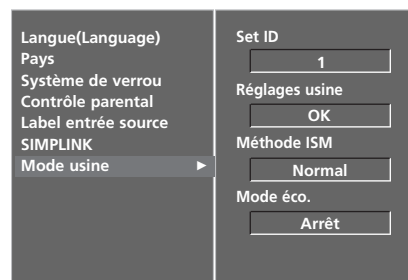 Langue(Language)
Pays
Système de verrou
Contrôle parental
Label entrée source
SIMPLINK
Mode usine ►
Set ID
1
Réglages usine
OK
Méthode ISM
Normal
Mode éco.
Arrêt